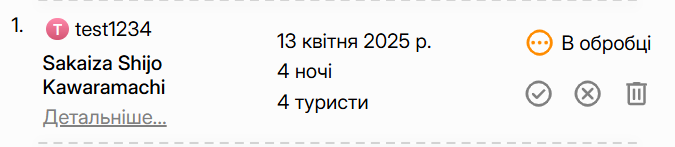 1. T test1234
Sakaiza Shijo
Kawaramachi
Детальніше...
13 квітня 2025 р.
4 ночі
4 туристи
В обробці